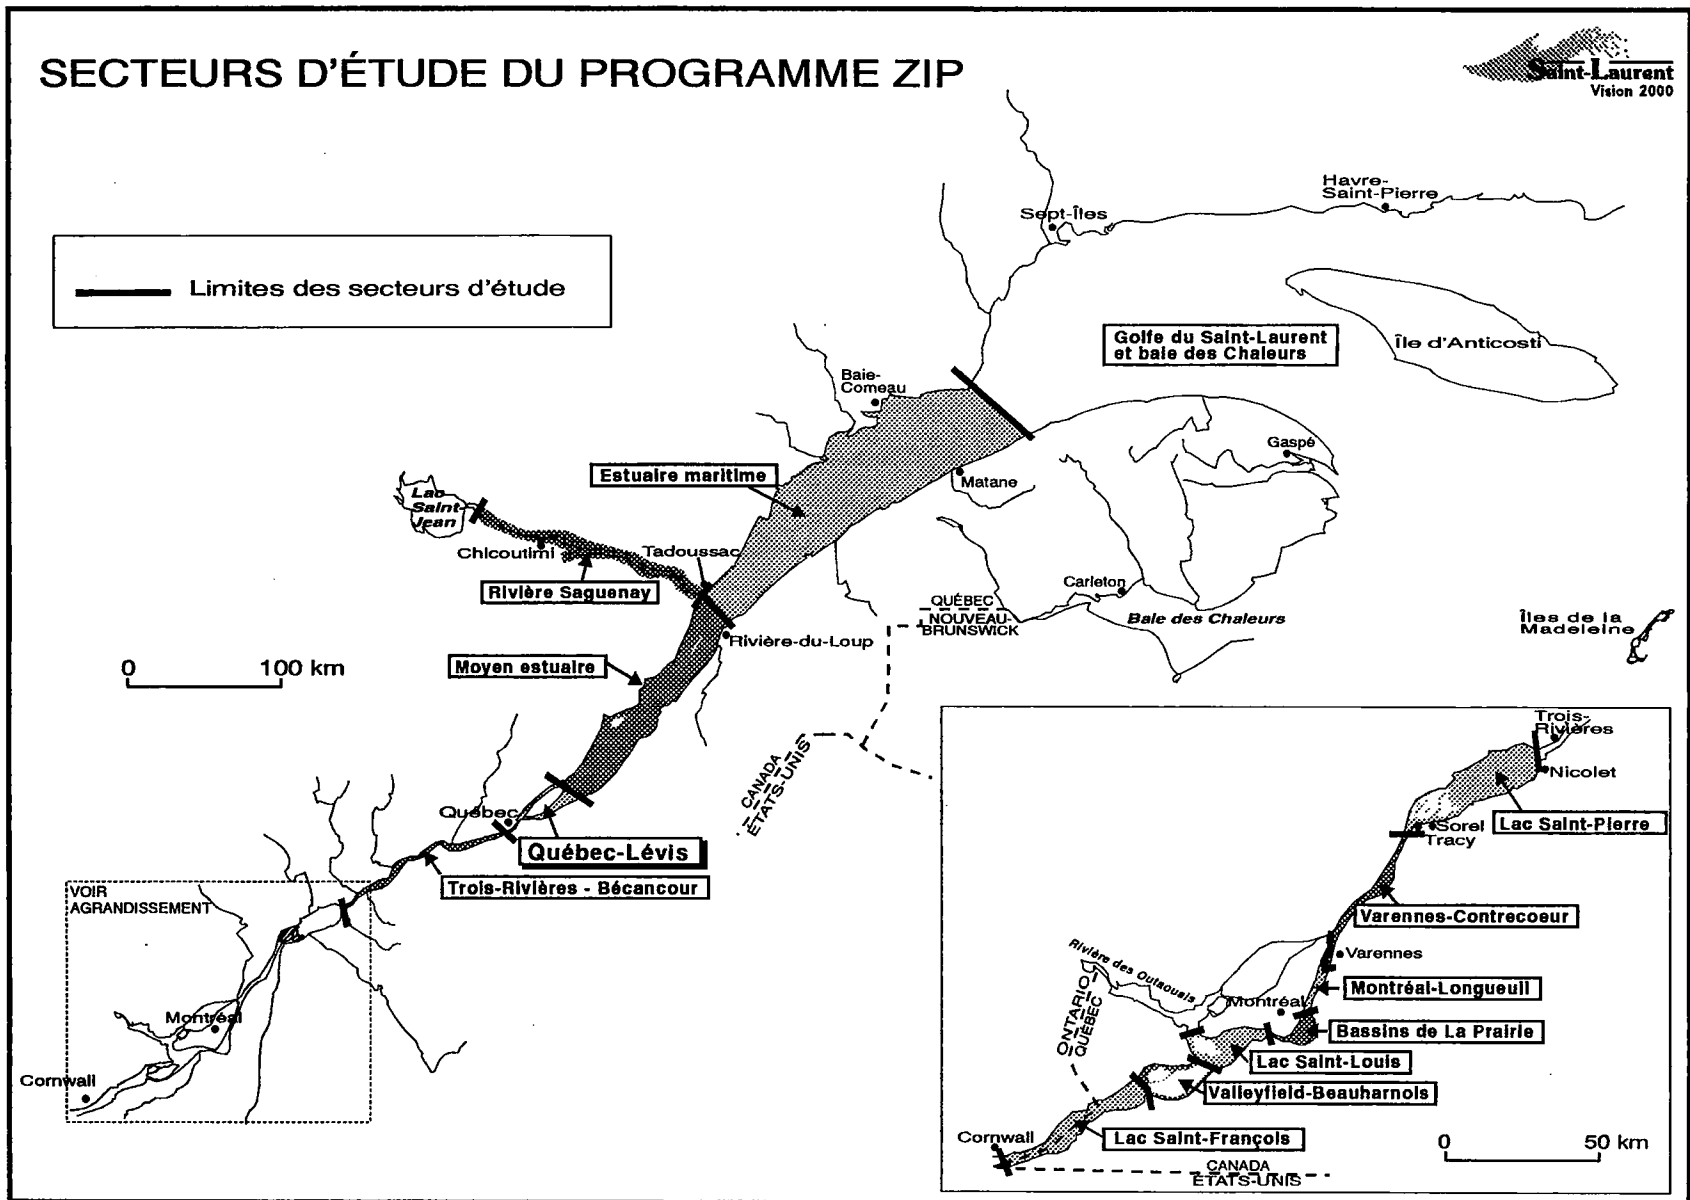 SECTEURS D'ÉTUDE DU PROGRAMME ZIP
Saint-Laurent
Vision 2000
Limites des secteurs d'étude
Havre-
Saint-Pierre
Sept-Îles
Golfe du Saint-Laurent
et baie des Chaleurs
Île d'Anticosti
Baie-
Comeau
Gaspé
Estuaire maritime
Matane
Lac
Saint-
Jean
Chicoutimi
Tadoussac
Rivière Saguenay
Carleton
QUÉBEC
NOUVEAU-
BRUNSWICK
Baie des Chaleurs
Îles de la
Madeleine
Rivière-du-Loup
Moyen estuaire
0 100 km
CANADA
ÉTATS-UNIS
Québec
Québec-Lévis
Trois-Rivières - Bécancour
VOIR
AGRANDISSEMENT
Montréal
Cornwall
Trois-
Rivières
Nicolet
Lac Saint-Pierre
Sorel
Tracy
Varennes-Contrecoeur
Varennes
Rivière des Outaouais
Montréal-Longueuil
ONTARIO
QUÉBEC
Montréal
Bassins de La Prairie
Lac Saint-Louis
Valleyfield-Beauharnois
Cornwall
Lac Saint-François
0 50 km
CANADA
ÉTATS-UNIS